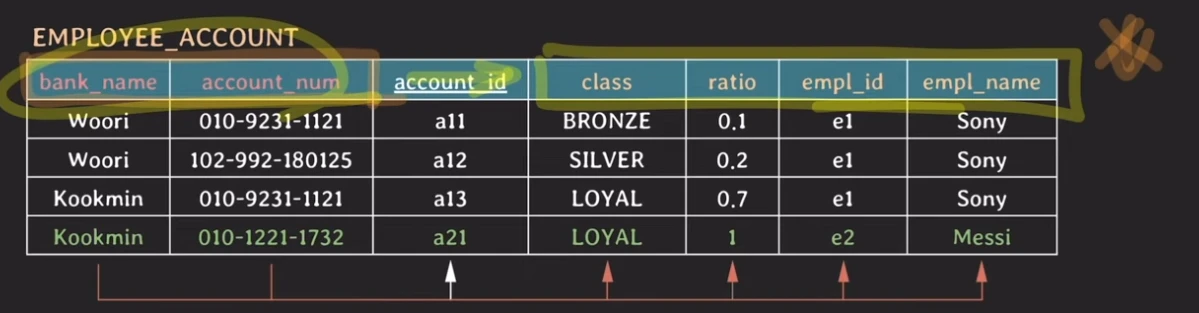 EMPLOYEE_ACCOUNT
bank_name account_num account_id class ratio empl_id empl_name
Woori 010-9231-1121 a11 BRONZE 0.1 e1 Sony
Woori 102-992-180125 a12 SILVER 0.2 e1 Sony
Kookmin 010-9231-1121 a13 LOYAL 0.7 e1 Sony
Kookmin 010-1221-1732 a21 LOYAL 1 e2 Messi